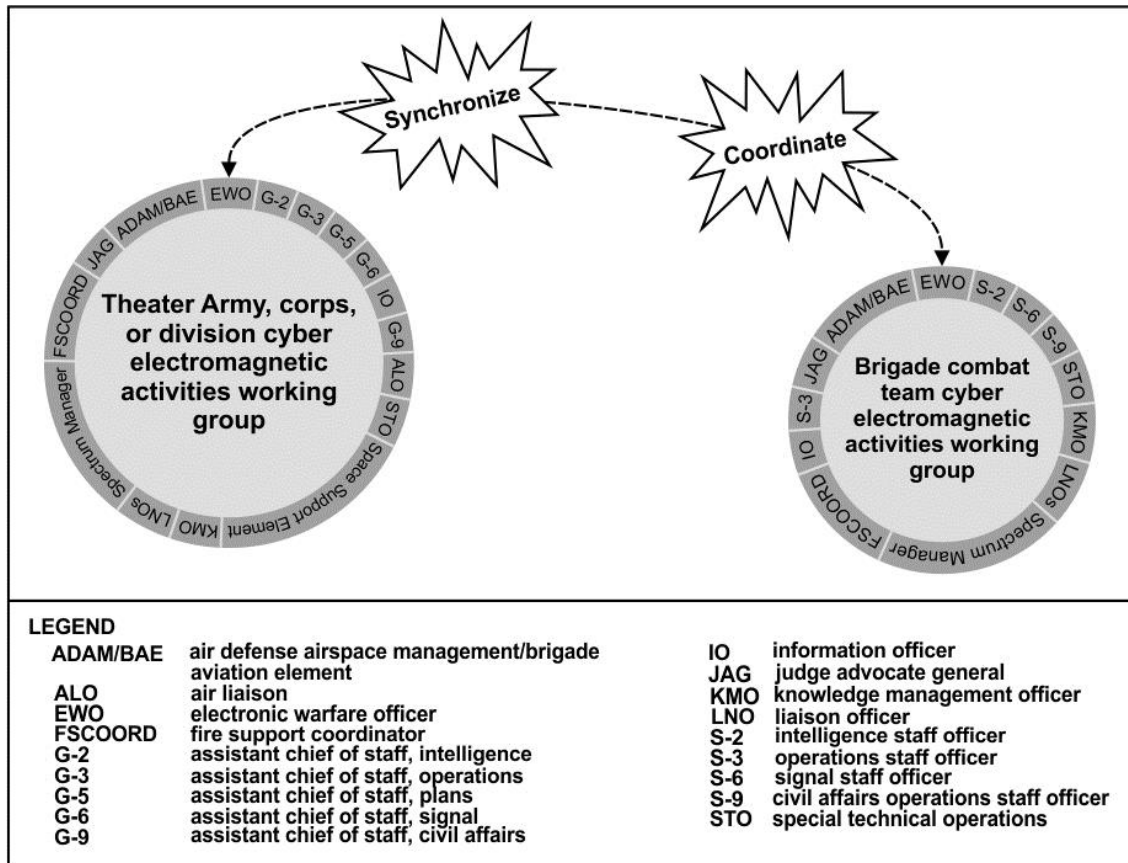 Synchronize
Coordinate
EWO
G-2
G-3
G-5
G-6
IO
G-9
ALO
STO
Space Support Element
KMO
LNOs
Spectrum Manager
FSCOORD
JAG
ADAM/BAE
Theater Army, corps,
or division cyber
electromagnetic
activities working
group
EWO
S-2
S-6
S-9
STO
KMO
LNOs
Spectrum Manager
FSCOORD
IO
S-3
JAG
ADAM/BAE
Brigade combat
team cyber
electromagnetic
activities working
group
LEGEND
ADAM/BAE air defense airspace management/brigade
aviation element
ALO air liaison
EWO electronic warfare officer
FSCOORD fire support coordinator
G-2 assistant chief of staff, intelligence
G-3 assistant chief of staff, operations
G-5 assistant chief of staff, plans
G-6 assistant chief of staff, signal
G-9 assistant chief of staff, civil affairs
IO information officer
JAG judge advocate general
KMO knowledge management officer
LNO liaison officer
S-2 intelligence staff officer
S-3 operations staff officer
S-6 signal staff officer
S-9 civil affairs operations staff officer
STO special technical operations